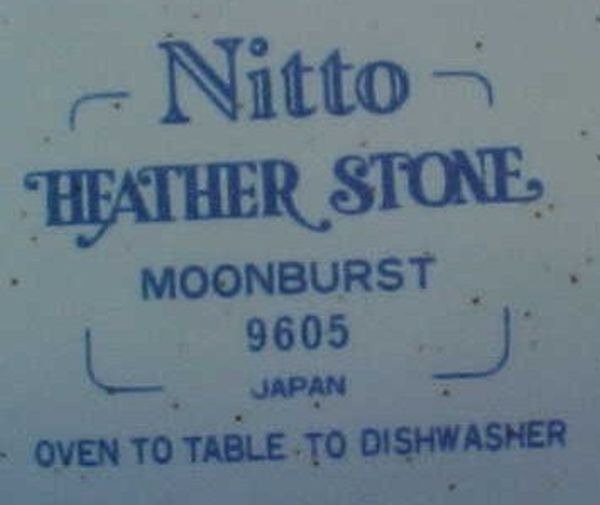 Nitto
HEATHER STONE
MOONBURST
9605
JAPAN
OVEN TO TABLE TO DISHWASHER